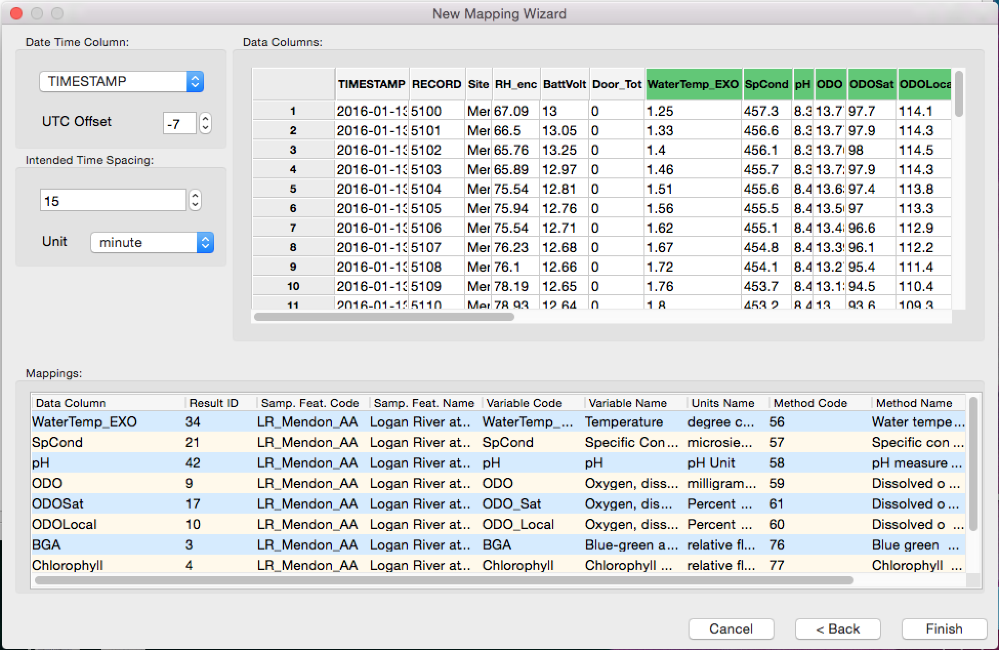 New Mapping Wizard
Date Time Column:
TIMESTAMP
UTC Offset -7
Intended Time Spacing:
15
Unit minute
Data Columns:
TIMESTAMP RECORD Site RH_enc BattVolt Door_Tot WaterTemp_EXO SpCond pH ODO ODOSat ODOLoca
1 2016-01-13 5100 Mer 67.09 13 0 1.25 457.3 8.3 13.7 97.7 114.1
2 2016-01-13 5101 Mer 66.5 13.05 0 1.33 456.6 8.3 13.7 97.9 114.3
3 2016-01-13 5102 Mer 65.76 13.25 0 1.4 456.1 8.3 13.7 98 114.5
4 2016-01-13 5103 Mer 65.89 12.97 0 1.46 455.7 8.3 13.7 97.9 114.3
5 2016-01-13 5104 Mer 75.54 12.81 0 1.51 455.6 8.4 13.6 97.4 113.8
6 2016-01-13 5105 Mer 75.94 12.76 0 1.56 455.5 8.4 13.5 97 113.3
7 2016-01-13 5106 Mer 75.54 12.71 0 1.62 455.1 8.4 13.4 96.6 112.9
8 2016-01-13 5107 Mer 76.23 12.68 0 1.67 454.8 8.4 13.3 96.1 112.2
9 2016-01-13 5108 Mer 76.1 12.66 0 1.72 454.1 8.4 13.2 95.4 111.4
10 2016-01-13 5109 Mer 78.19 12.65 0 1.76 453.7 8.4 13.1 94.5 110.4
11 2016-01-13 5110 Mer 78.93 12.64 0 1.8 453.2 8.4 13 93.6 109.3
Mappings:
Data Column Result ID Samp. Feat. Code Samp. Feat. Name Variable Code Variable Name Units Name Method Code Method Name
WaterTemp_EXO 34 LR_Mendon_AA Logan River at... WaterTemp_... Temperature degree c... 56 Water tempe...
SpCond 21 LR_Mendon_AA Logan River at... SpCond Specific Con... microsie... 57 Specific con ...
pH 42 LR_Mendon_AA Logan River at... pH pH pH Unit 58 pH measure ...
ODO 9 LR_Mendon_AA Logan River at... ODO Oxygen, diss... milligram... 59 Dissolved o ...
ODOSat 17 LR_Mendon_AA Logan River at... ODO_Sat Oxygen, dis... Percent ... 61 Dissolved o ...
ODOLocal 10 LR_Mendon_AA Logan River at... ODO_Local Oxygen, diss... Percent ... 60 Dissolved o ...
BGA 3 LR_Mendon_AA Logan River at... BGA Blue-green a... relative fl... 76 Blue green ...
Chlorophyll 4 LR_Mendon_AA Logan River at... Chlorophyll Chlorophyll ... relative fl... 77 Chlorophyll ...
Cancel < Back Finish